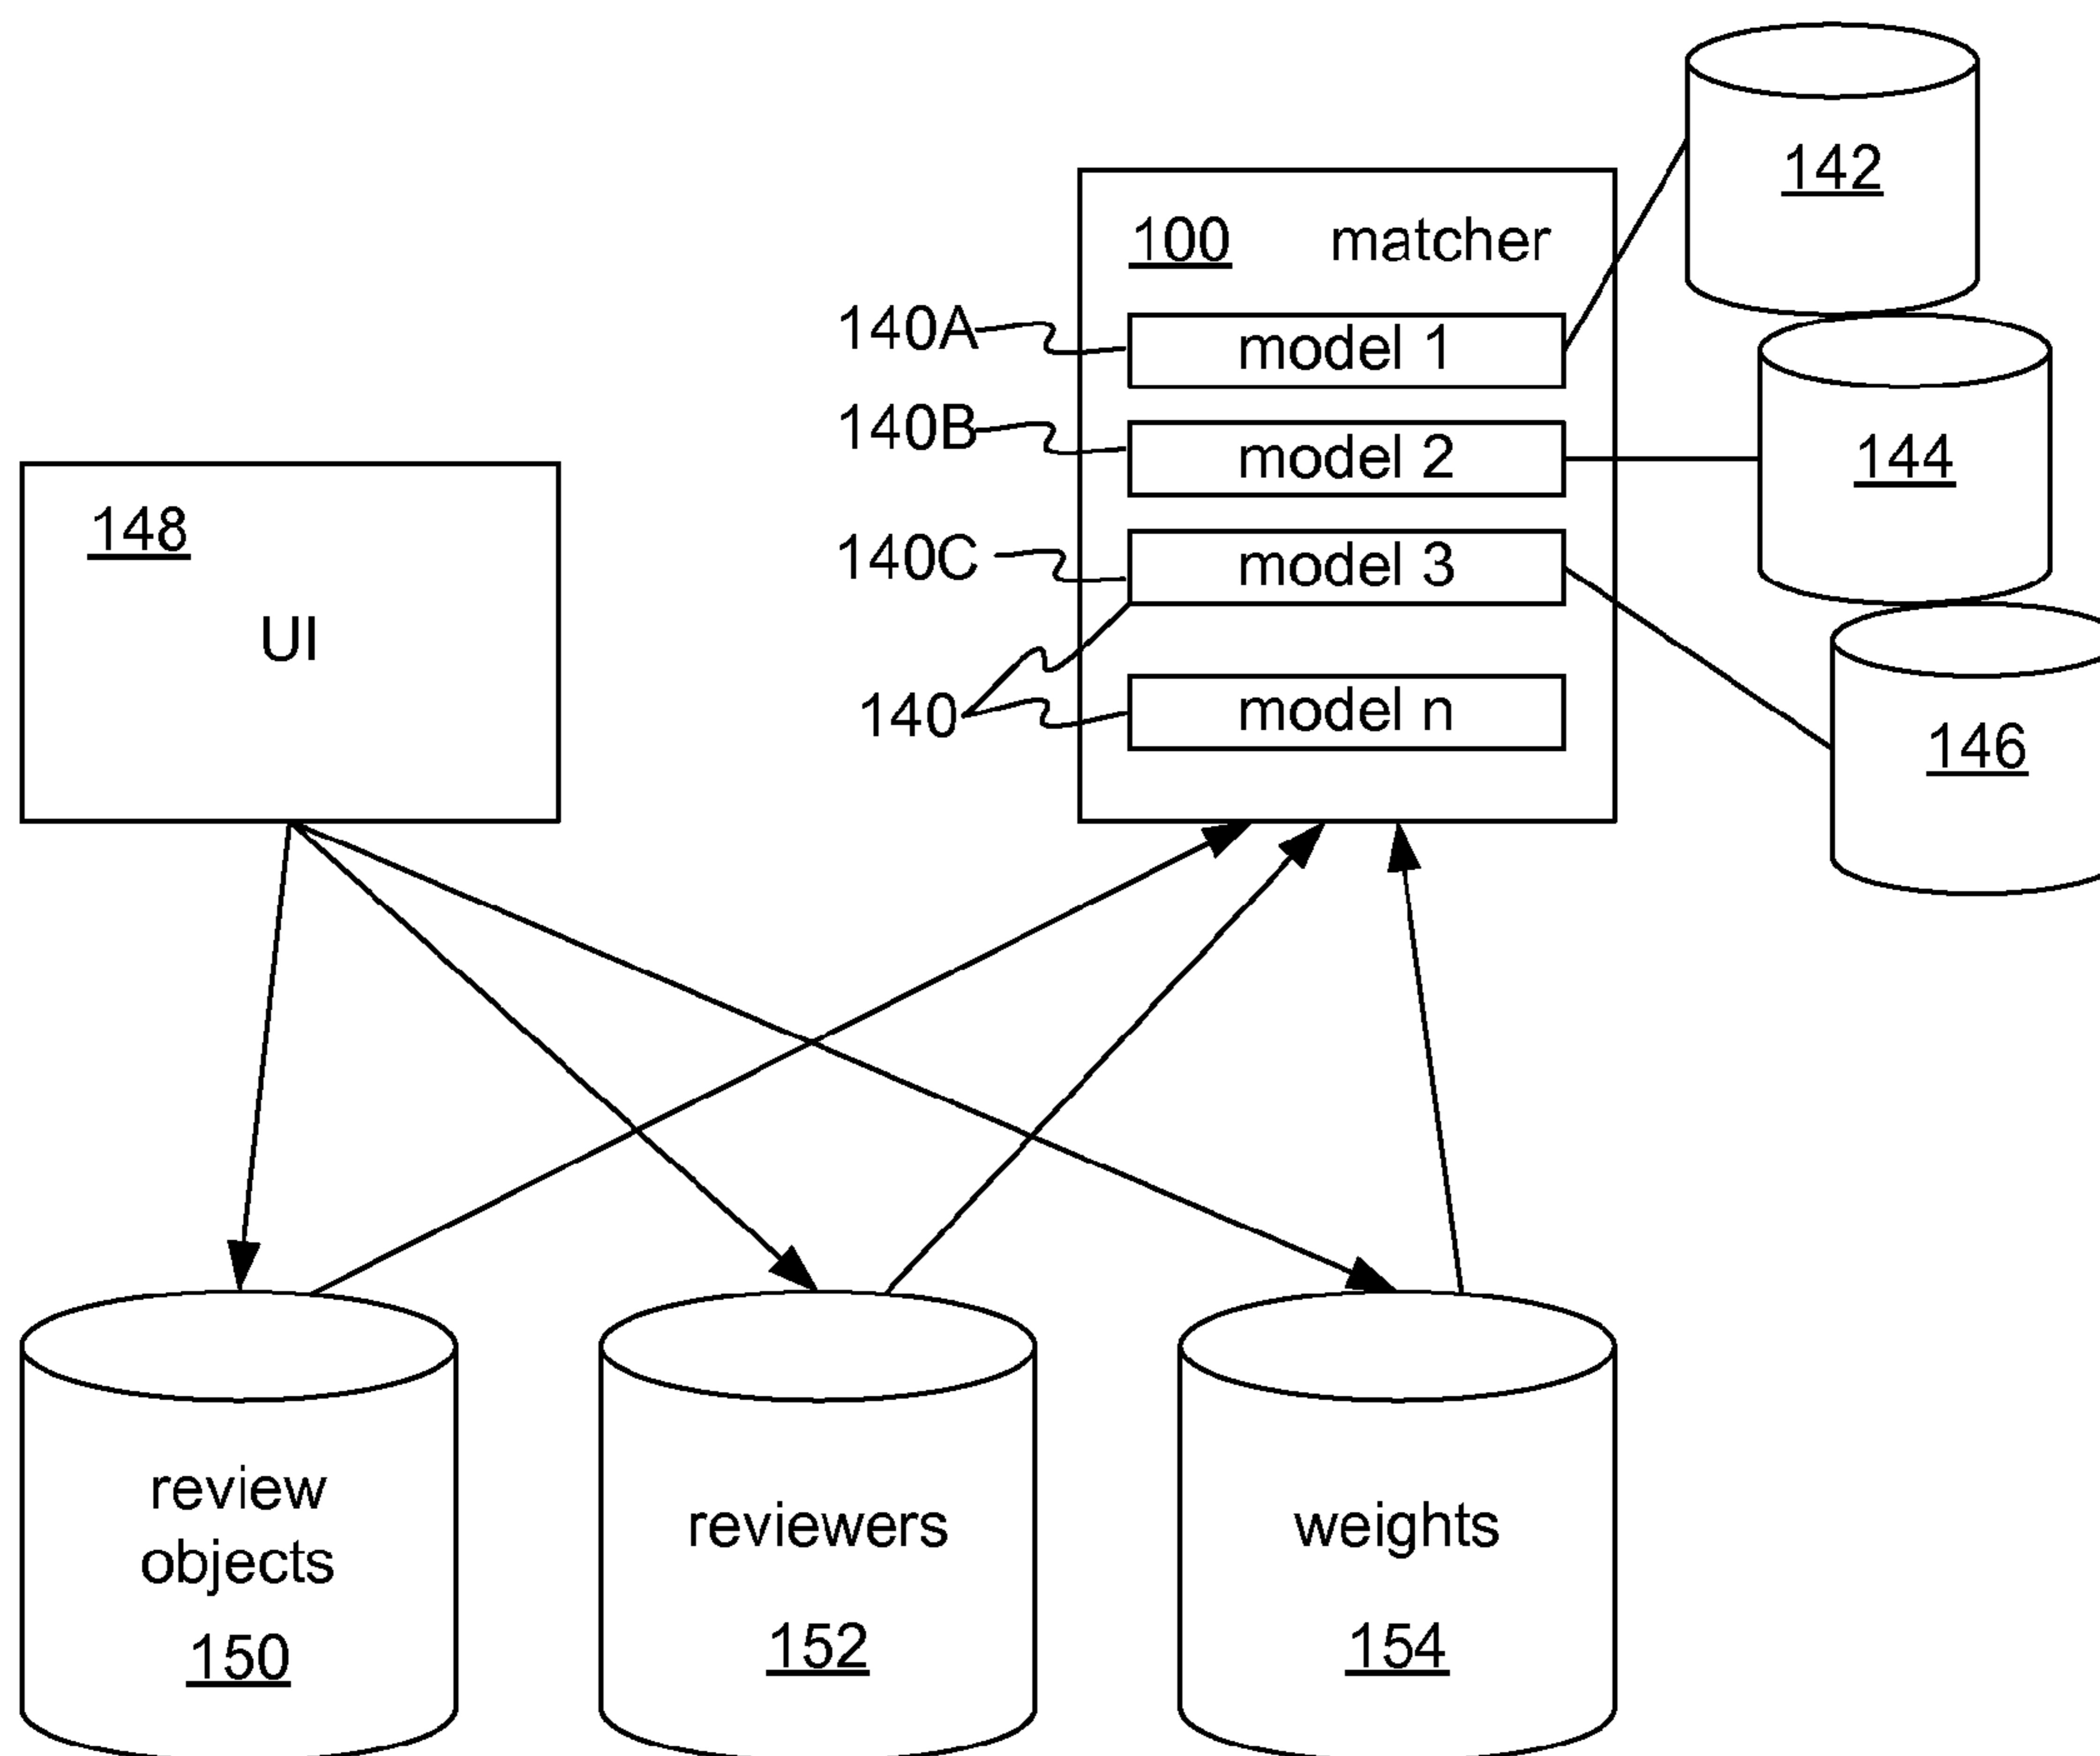 142
100 matcher
140A
model 1
140B
model 2
144
148
140C
model 3
UI
140
model n
146
review
objects
150
reviewers
152
weights
154